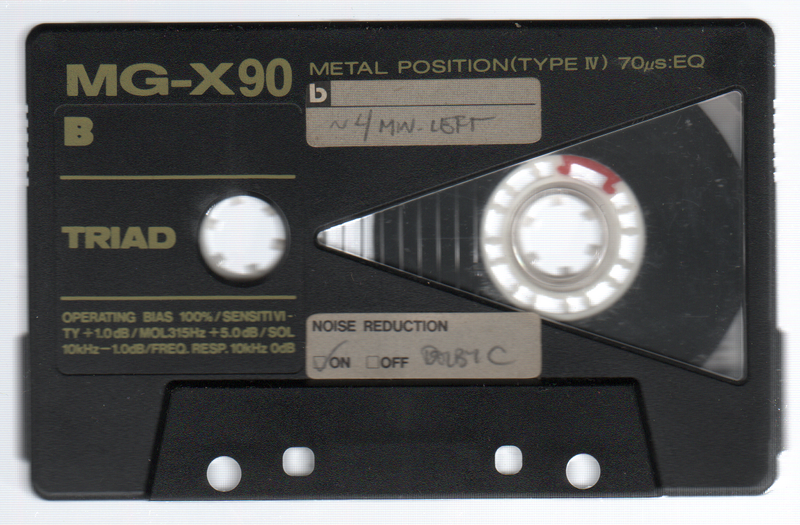 MG-X90
METAL POSITION(TYPE IV) 70µs:EQ
b
B
~4 MIN. LEFT
TRIAD
OPERATING BIAS 100%/SENSITIVI-
TY+1.0dB/MOL315Hz+5.0dB/SOL
10kHz-1.0dB/FREQ. RESP. 10kHz 0dB
NOISE REDUCTION
ON OFF DOLBY C